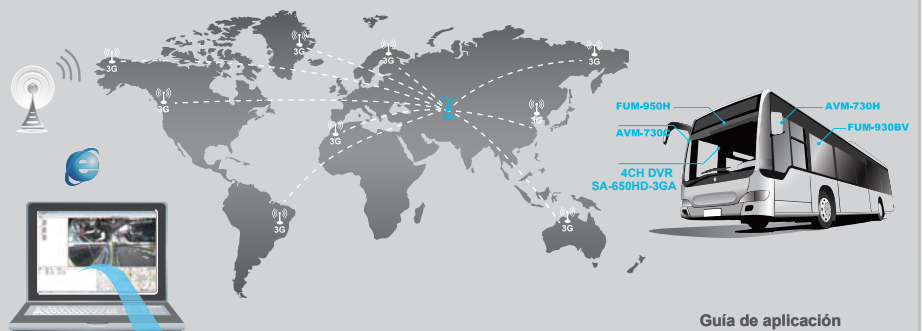 3G
3G
3G
3G
3G
3G
3G
3G
3G
3G
FUM-950H
AVM-730H
AVM-730C
FUM-930BV
4CH DVR
SA-650HD-3GA
Guía de aplicación